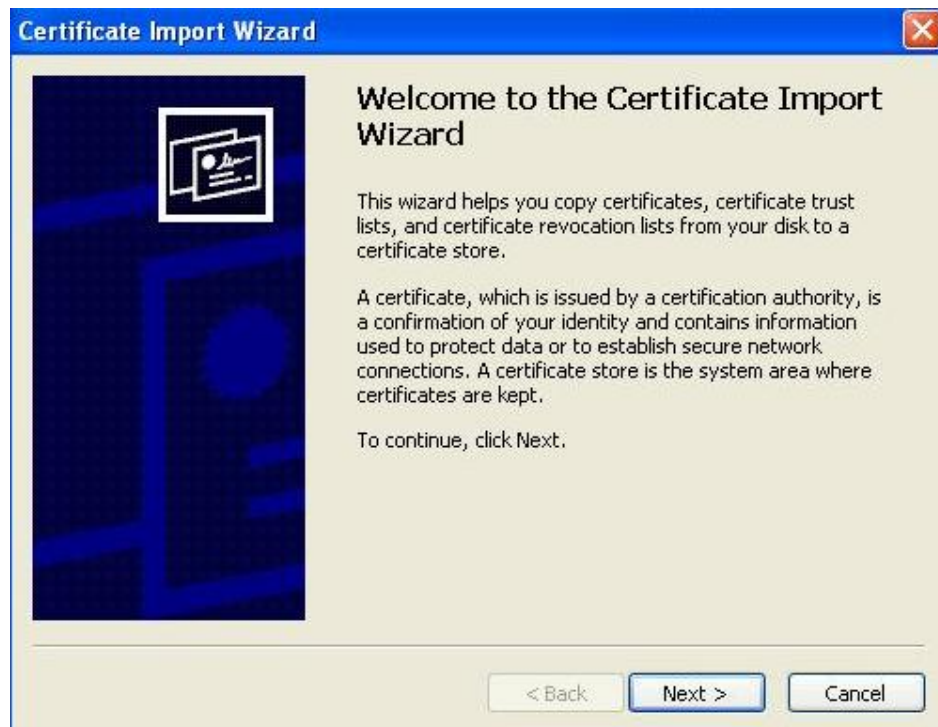 Certificate Import Wizard
Welcome to the Certificate Import
Wizard
This wizard helps you copy certificates, certificate trust
lists, and certificate revocation lists from your disk to a
certificate store.
A certificate, which is issued by a certification authority, is
a confirmation of your identity and contains information
used to protect data or to establish secure network
connections. A certificate store is the system area where
certificates are kept.
To continue, click Next.
< Back Next > Cancel